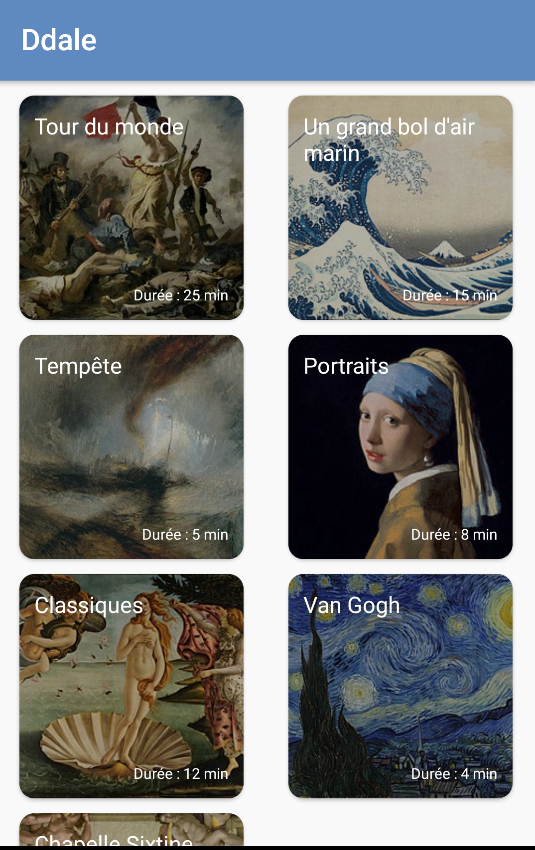 Ddale
Tour du monde
Durée : 25 min
Un grand bol d'air
marin
Durée : 15 min
Tempête
Durée : 5 min
Portraits
Durée : 8 min
Classiques
Durée : 12 min
Van Gogh
Durée : 4 min
Chapelle Sixtine